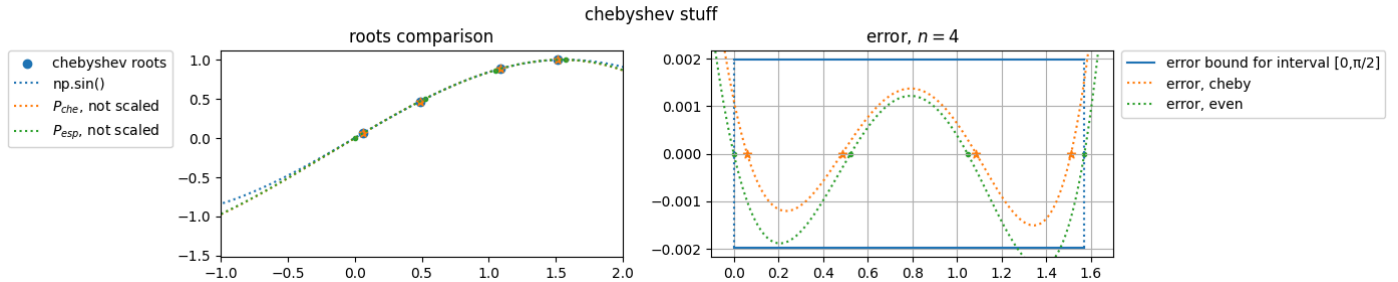 chebyshev stuff
roots comparison
chebyshev roots
np.sin()
P_che, not scaled
P_esp, not scaled
1.0
0.5
0.0
−0.5
−1.0
−1.5
−1.0
−0.5
0.0
0.5
1.0
1.5
2.0
error, n = 4
0.002
0.001
0.000
−0.001
−0.002
0.0
0.2
0.4
0.6
0.8
1.0
1.2
1.4
1.6
error bound for interval [0,π/2]
error, cheby
error, even